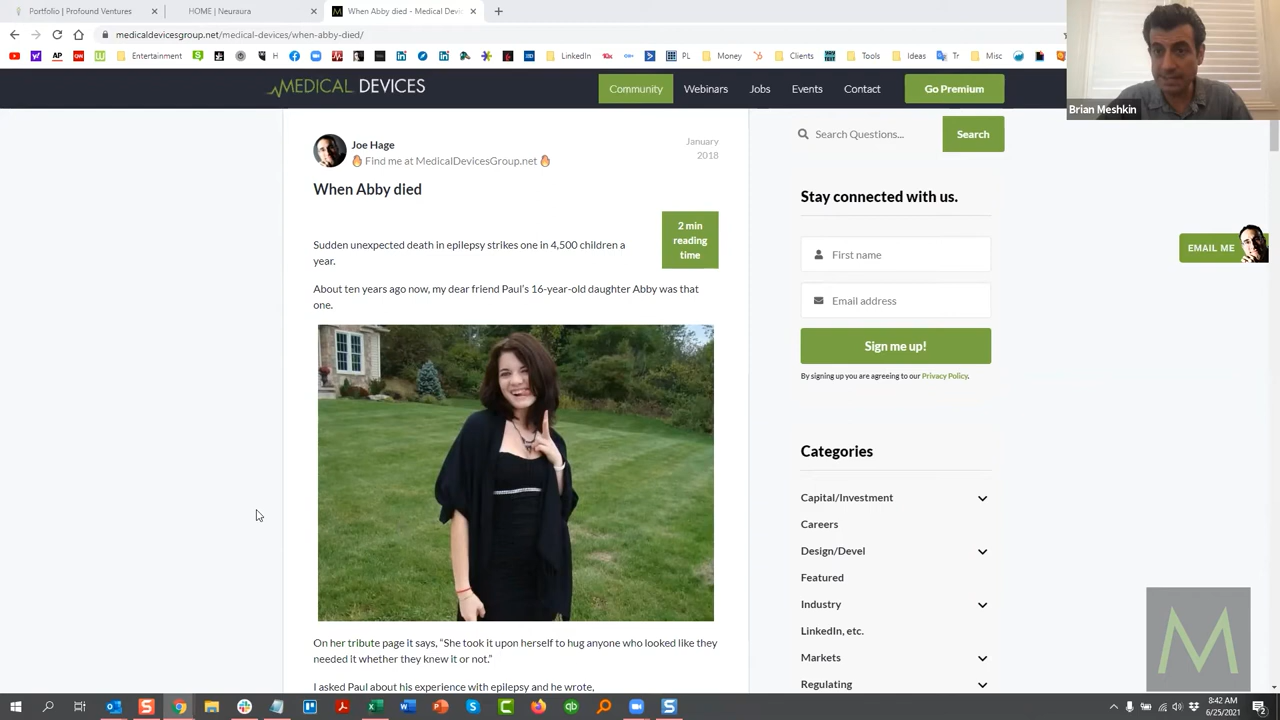 Portfolio | Profound Ventures
HOME | Neuraura
When Abby died - Medical Devi
medicaldevicesgroup.net/medical-devices/when-abby-died/
Entertainment
LinkedIn
PL
Money
Clients
Tools
Ideas
Tr
Misc
Brian Meshkin
MEDICAL DEVICES
Community
Webinars
Jobs
Events
Contact
Go Premium
Joe Hage
Find me at MedicalDevicesGroup.net
January
2018
When Abby died
2 min
reading
time
Sudden unexpected death in epilepsy strikes one in 4,500 children a
year.
About ten years ago now, my dear friend Paul’s 16-year-old daughter Abby was that
one.
On her tribute page it says, “She took it upon herself to hug anyone who looked like they
needed it whether they knew it or not.”
I asked Paul about his experience with epilepsy and he wrote,
Search Questions...
Search
Stay connected with us.
First name
Email address
Sign me up!
By signing up you are agreeing to our Privacy Policy.
EMAIL ME
Categories
Capital/Investment
Careers
Design/Devel
Featured
Industry
LinkedIn, etc.
Markets
Regulating
M
8:42 AM
6/25/2021